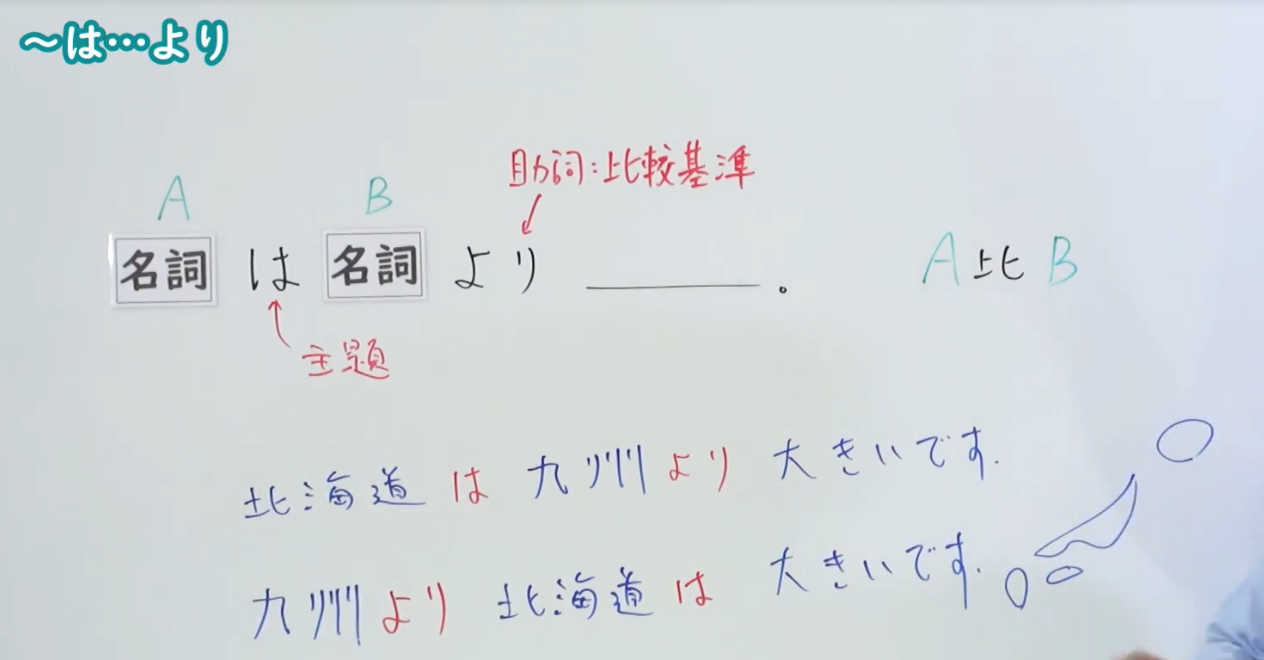 ～は…より
助詞：比較基準
A B
名詞 は 名詞 より ＿＿＿。 A 比 B
主題
北海道 は 九州 より 大きいです.
九州 より 北海道 は 大きいです.